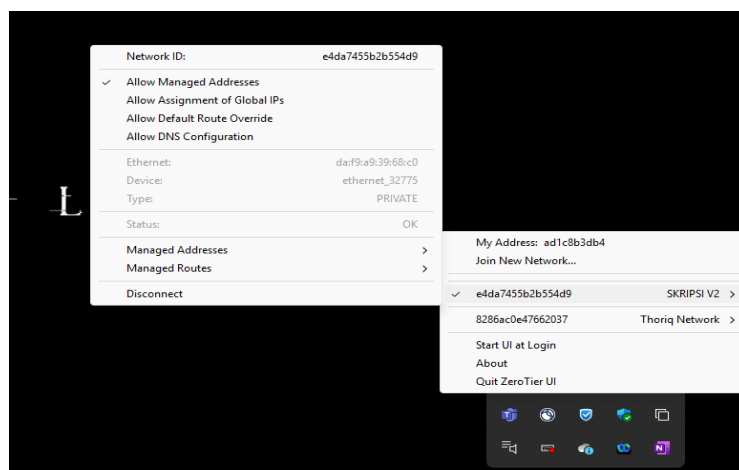 Network ID: e4da7455b2b554d9
Allow Managed Addresses
Allow Assignment of Global IPs
Allow Default Route Override
Allow DNS Configuration
Ethernet: da:f9:a9:39:68:c0
Device: ethernet_32775
Type: PRIVATE
Status: OK
Managed Addresses
Managed Routes
Disconnect
L
My Address: ad1c8b3db4
Join New Network...
e4da7455b2b554d9 SKRIPSI V2
8286ac0e47662037 Thoriq Network
Start UI at Login
About
Quit ZeroTier UI